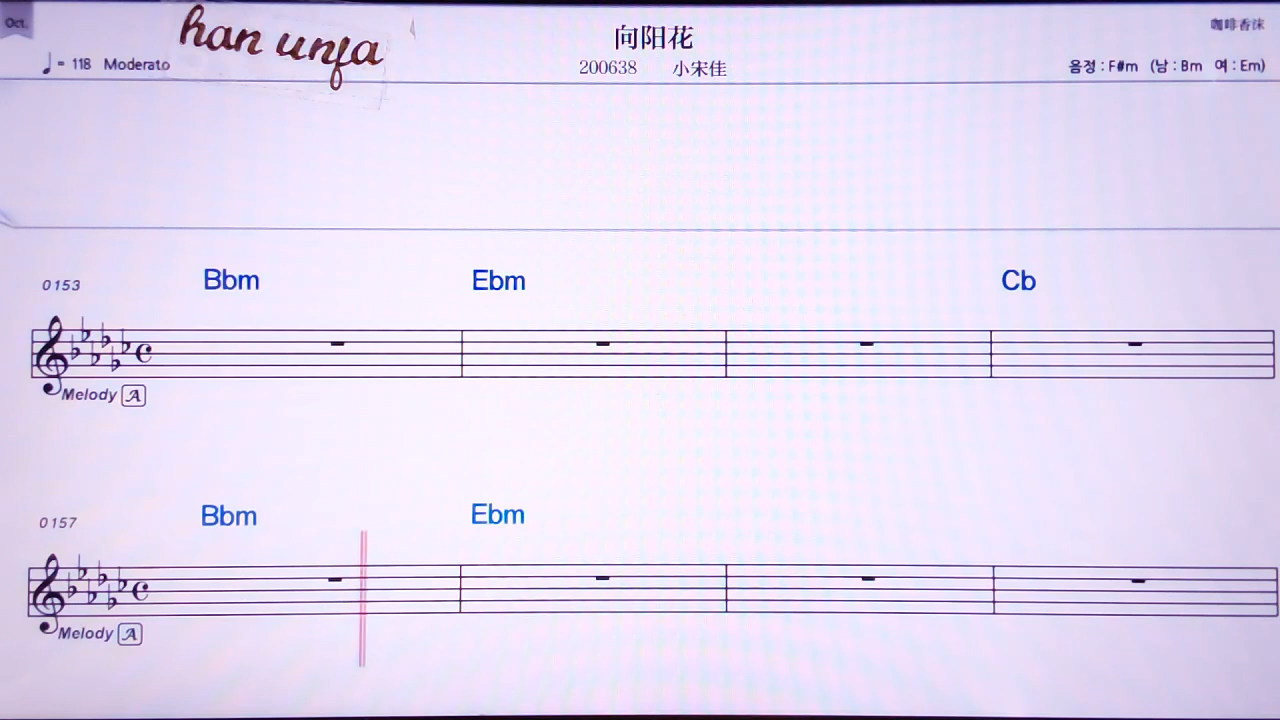 Oct.
han unfa
向阳花
咖啡香沫
♩ = 118 Moderato
200638 小宋佳
음정 : F#m (남 : Bm 여 : Em)
0153
Bbm Ebm Cb
Melody A
0157
Bbm Ebm
Melody A